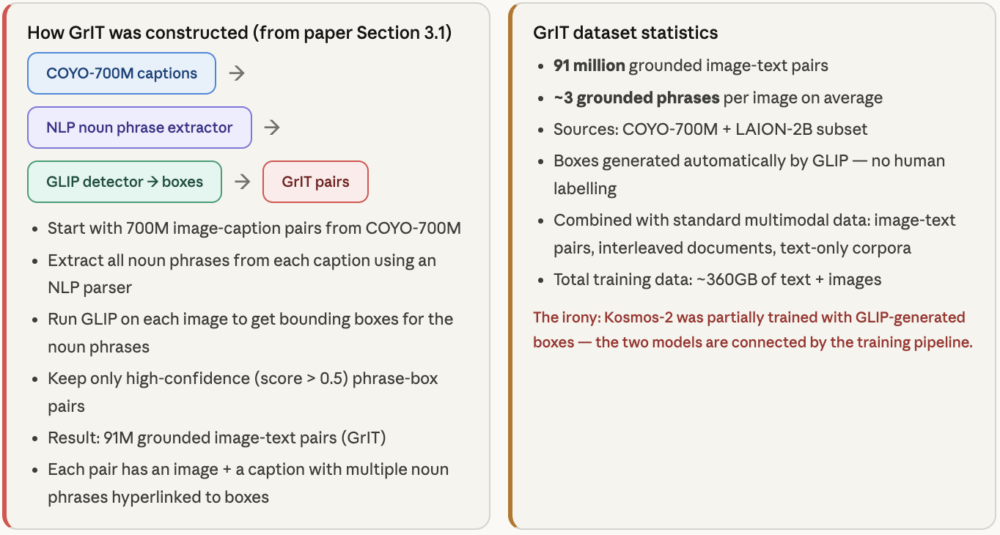 How GrIT was constructed (from paper Section 3.1)
COYO-700M captions →
NLP noun phrase extractor →
GLIP detector → boxes → GrIT pairs
• Start with 700M image-caption pairs from COYO-700M
• Extract all noun phrases from each caption using an
NLP parser
• Run GLIP on each image to get bounding boxes for the
noun phrases
• Keep only high-confidence (score > 0.5) phrase-box
pairs
• Result: 91M grounded image-text pairs (GrIT)
• Each pair has an image + a caption with multiple noun
phrases hyperlinked to boxes
GrIT dataset statistics
• 91 million grounded image-text pairs
• ~3 grounded phrases per image on average
• Sources: COYO-700M + LAION-2B subset
• Boxes generated automatically by GLIP — no human
labelling
• Combined with standard multimodal data: image-text
pairs, interleaved documents, text-only corpora
• Total training data: ~360GB of text + images
The irony: Kosmos-2 was partially trained with GLIP-generated
boxes — the two models are connected by the training pipeline.